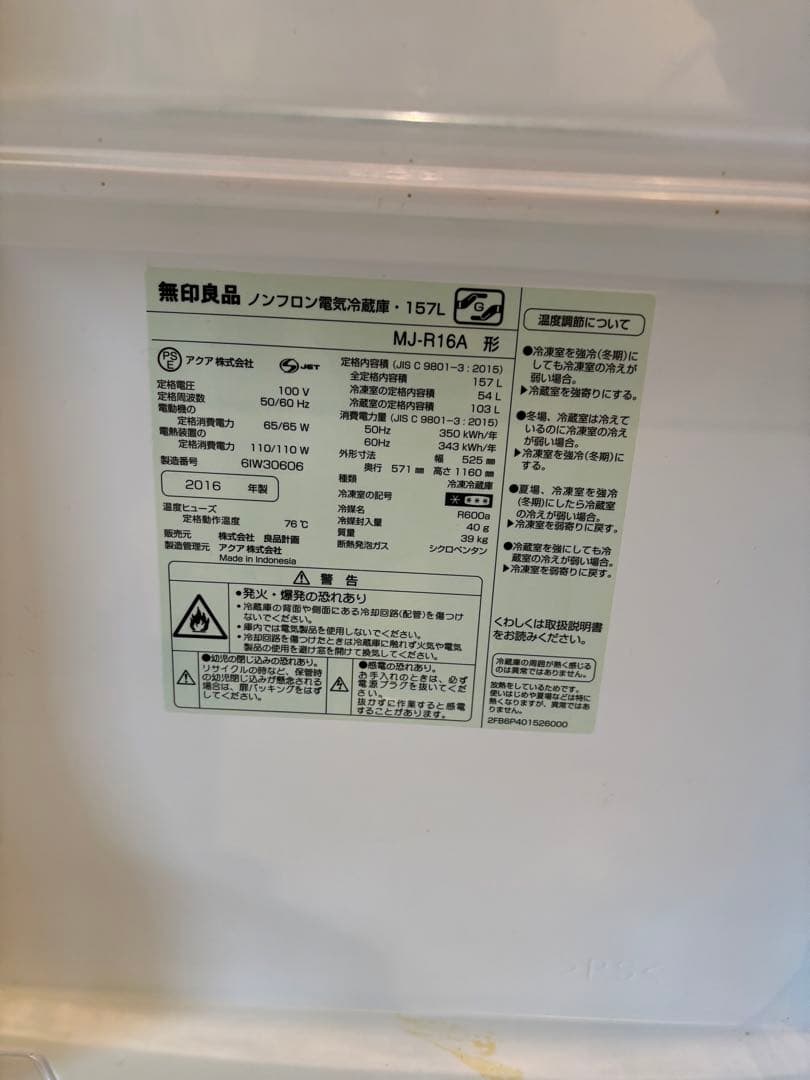 無印良品 ノンフロン電気冷蔵庫・157L G
MJ-R16A 形
PS E アクア株式会社 JET
定格電圧 100 V
定格周波数 50/60 Hz
電動機の
定格消費電力 65/65 W
電熱装置の
定格消費電力 110/110 W
製造番号 6IW30606
2016 年製
温度ヒューズ
定格動作温度 76 ℃
販売元 株式会社 良品計画
製造管理元 アクア株式会社
Made in Indonesia
定格内容積 (JIS C 9801-3 : 2015)
全定格内容積 157 L
冷凍室の定格内容積 54 L
冷蔵室の定格内容積 103 L
消費電力量 (JIS C 9801-3 : 2015)
50Hz 350 kWh/年
60Hz 343 kWh/年
外形寸法 幅 525 ㎜
奥行 571 ㎜ 高さ 1160 ㎜
種類 冷凍冷蔵庫
冷凍室の記号
冷媒名 R600a
冷媒封入量 40 g
質量 39 kg
断熱発泡ガス シクロペンタン
警 告
●発火・爆発の恐れあり
・冷蔵庫の背面や側面にある冷却回路(配管)を傷つけ
ないでください。
・庫内では電気製品を使用しないでください。
・冷却回路を傷つけたときは冷蔵庫に触れず火気や電気
製品の使用を避け窓を開けて換気してください。
●幼児の閉じ込みの恐れあり。
リサイクルの時など、保管時
の幼児閉じ込みが懸念される
場合は、扉パッキングをはず
してください。
●感電の恐れあり。
お手入れのときは、必ず
電源プラグを抜いてくだ
さい。
抜かずに作業すると感電
することがあります。
温度調節について
●冷凍室を強冷(冬期)に
しても冷凍室の冷えが
弱い場合。
▶冷蔵室を強寄りにする。
●冬場、冷蔵室は冷えて
いるのに冷凍室の冷え
が弱い場合。
▶冷凍室を強冷(冬期)に
する。
●夏場、冷凍室を強冷
(冬期)にしたら冷蔵室
の冷えが弱い場合。
▶冷凍室を弱寄りに戻す。
●冷蔵室を強にしても冷
蔵室の冷えが弱い場合。
▶冷凍室を弱寄りに戻す。
くわしくは取扱説明書
をお読みください。
冷蔵庫の周囲が熱く感じる
のは異常ではありません。
放熱をしているためです。
使いはじめや夏場などは特に
熱くなりますが、異常ではあ
りません。
2FB6P401526000
>PS<